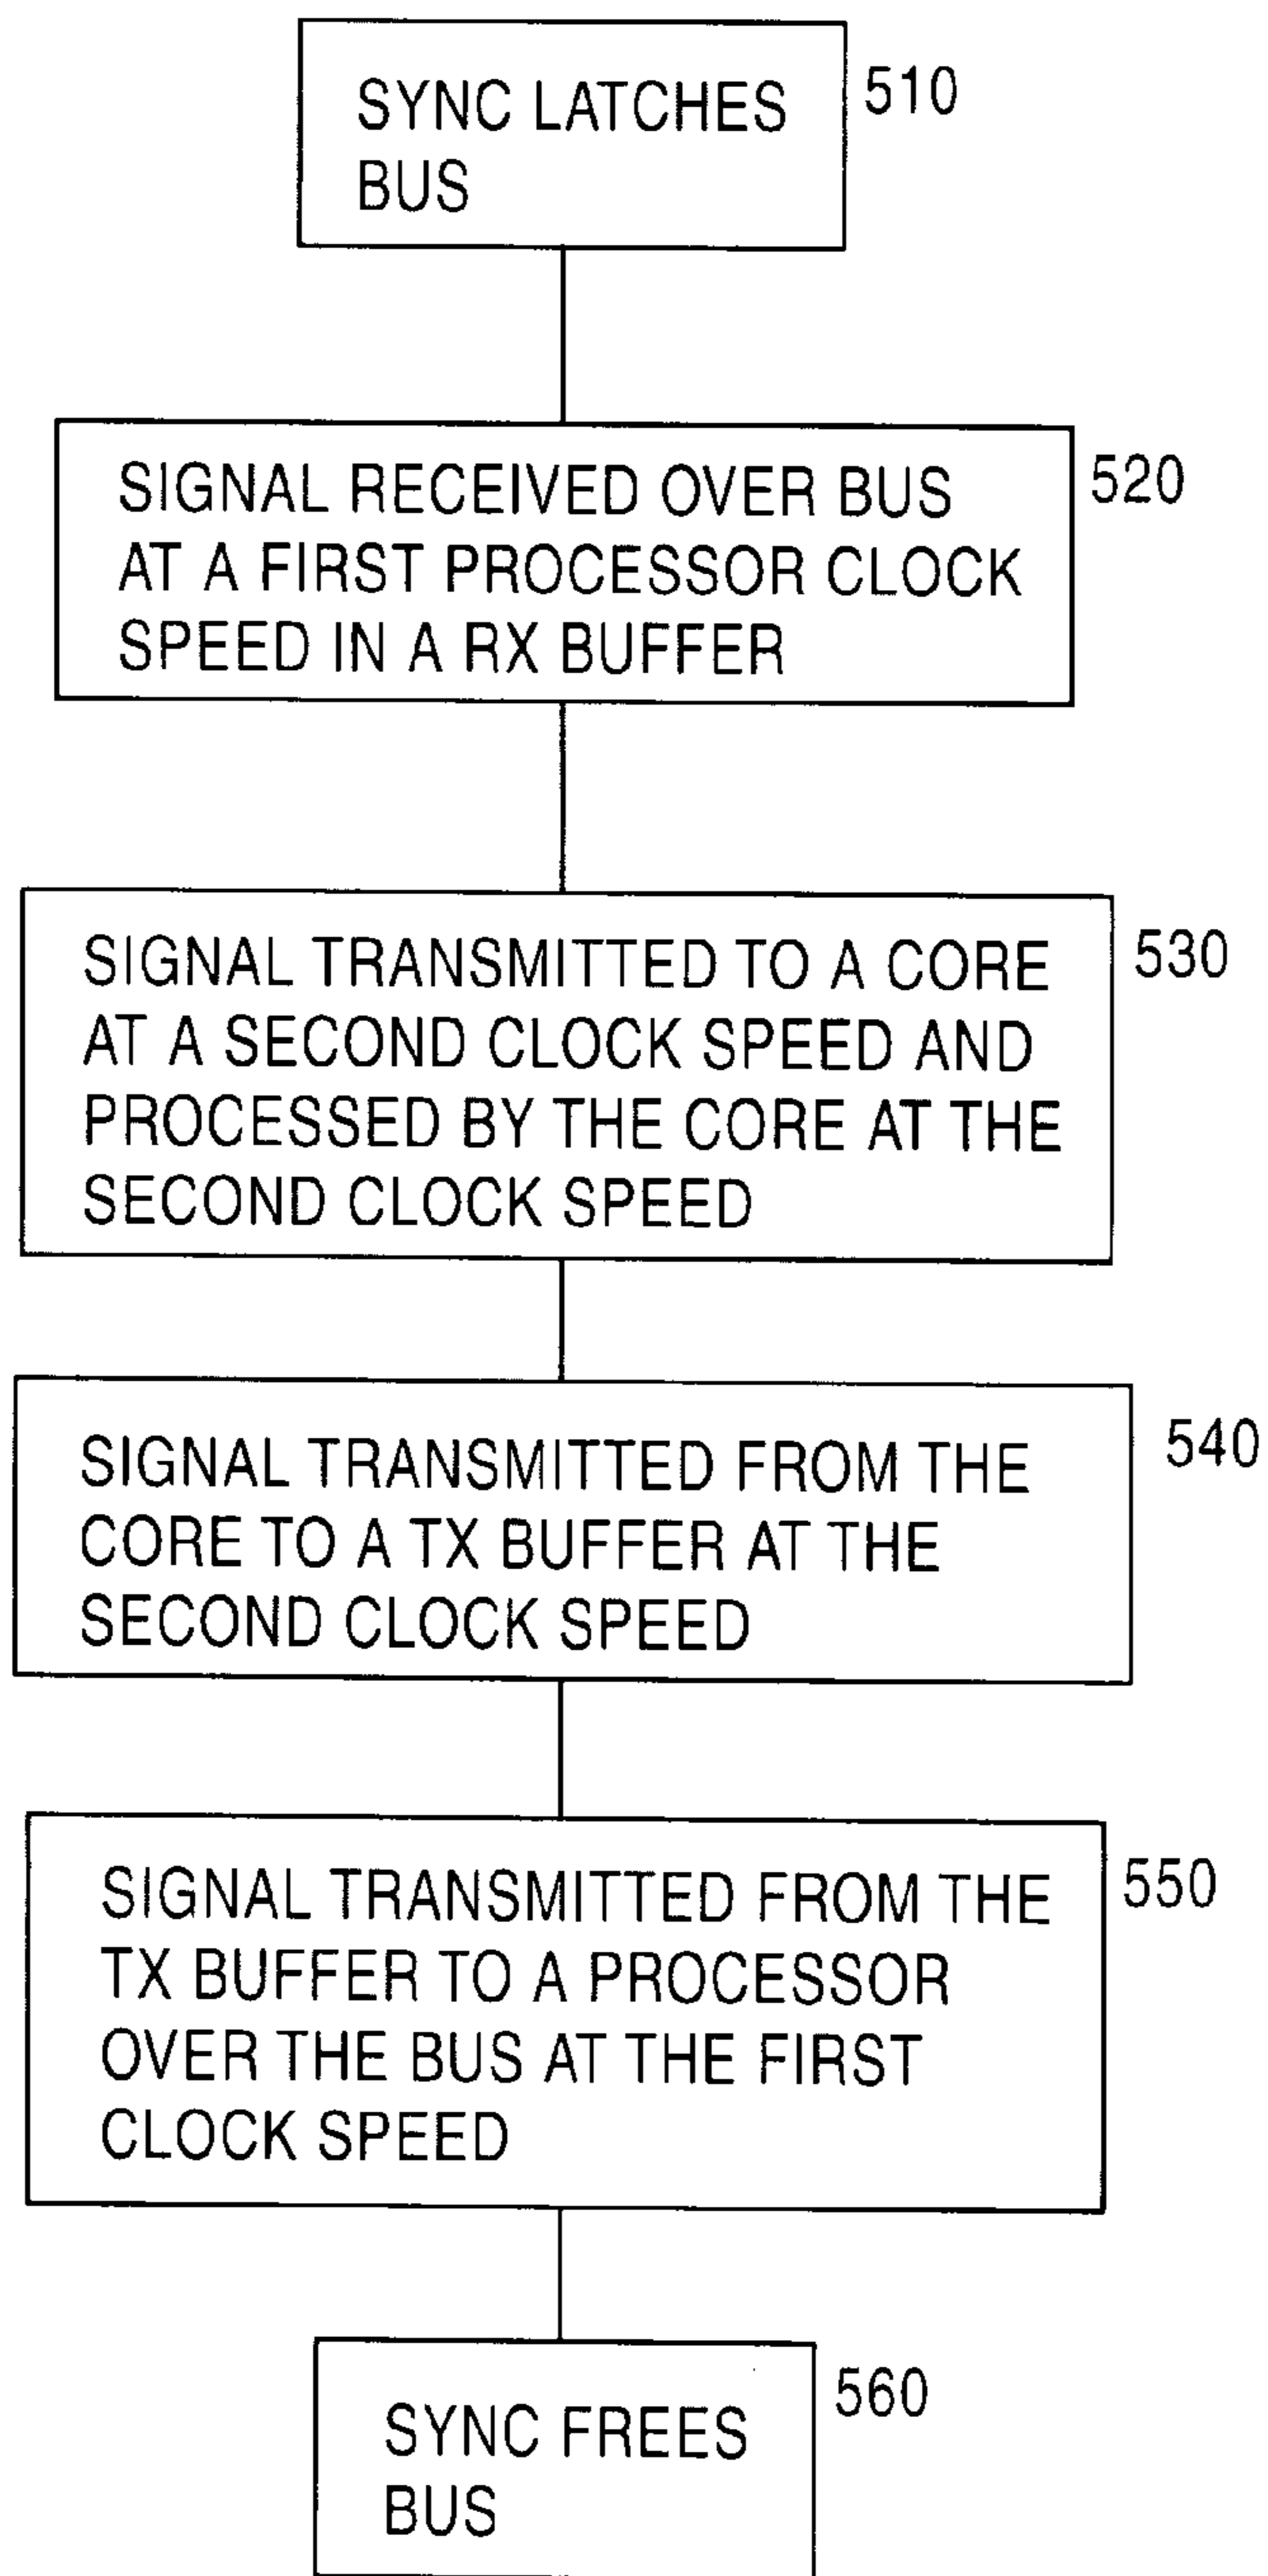 SYNC LATCHES
BUS
510
SIGNAL RECEIVED OVER BUS
AT A FIRST PROCESSOR CLOCK
SPEED IN A RX BUFFER
520
SIGNAL TRANSMITTED TO A CORE
AT A SECOND CLOCK SPEED AND
PROCESSED BY THE CORE AT THE
SECOND CLOCK SPEED
530
SIGNAL TRANSMITTED FROM THE
CORE TO A TX BUFFER AT THE
SECOND CLOCK SPEED
540
SIGNAL TRANSMITTED FROM THE
TX BUFFER TO A PROCESSOR
OVER THE BUS AT THE FIRST
CLOCK SPEED
550
SYNC FREES
BUS
560